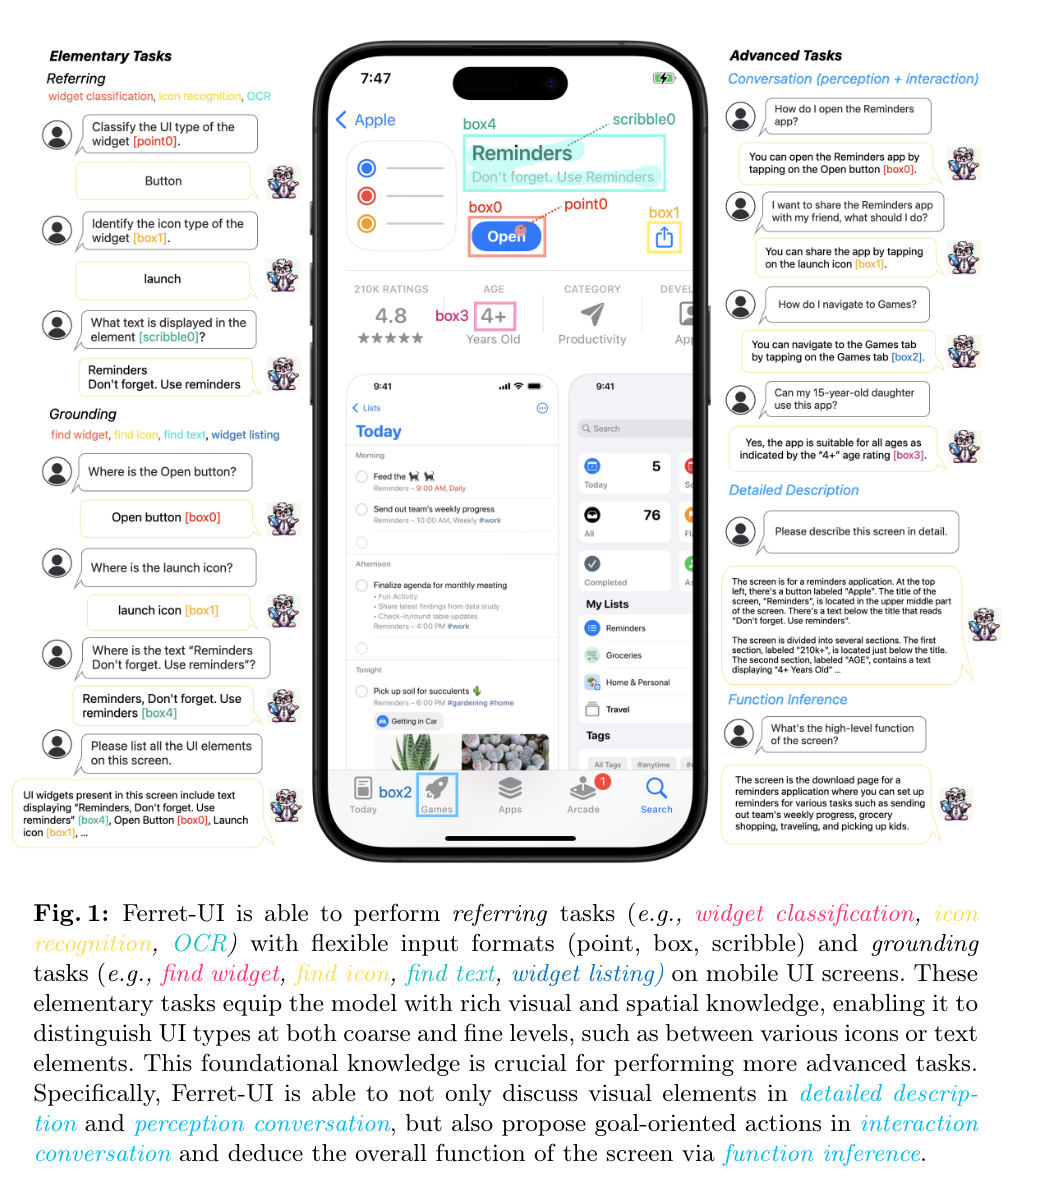 Elementary Tasks
Referring
widget classification, icon recognition, OCR
Classify the UI type of the
widget [point0].
Button
Identify the icon type of the
widget [box1].
launch
What text is displayed in the
element [scribble0]?
Reminders
Don't forget. Use reminders
Grounding
find widget, find icon, find text, widget listing
Where is the Open button?
Open button [box0]
Where is the launch icon?
launch icon [box1]
Where is the text “Reminders
Don't forget. Use reminders”?
Reminders, Don't forget. Use
reminders [box4]
Please list all the UI elements
on this screen.
UI widgets present in this screen include text
displaying “Reminders, Don't forget. Use
reminders” [box4], Open Button [box0], Launch
icon [box1], ...
7:47
Apple
box4
scribble0
Reminders
Don't forget. Use Reminders
box0
point0
box1
Open
210K RATINGS
AGE
CATEGORY
DEVEL
4.8
box3
4+
★★★★★
Years Old
Productivity
App
9:41
Lists
Today
Morning
Feed the
Reminders – 9:00 AM, Daily
Send out team's weekly progress
Reminders – 10:00 AM, Weekly #work
Afternoon
Finalize agenda for monthly meeting
• Fun Activity
• Share latest findings from data study
• Check-in/round table updates
Reminders – 4:00 PM #work
Tonight
Pick up soil for succulents
Reminders – 6:00 PM #gardening #home
Getting in Car
9:41
Search
5
Today
Sc
76
All
Fl
Completed
As
My Lists
Reminders
Groceries
Home & Personal
Travel
Tags
All Tags
#anytime
Today
box2
Games
Apps
Arcade
1
Search
Advanced Tasks
Conversation (perception + interaction)
How do I open the Reminders
app?
You can open the Reminders app by
tapping on the Open button [box0].
I want to share the Reminders app
with my friend, what should I do?
You can share the app by tapping
on the launch icon [box1].
How do I navigate to Games?
You can navigate to the Games tab
by tapping on the Games tab [box2].
Can my 15-year-old daughter
use this app?
Yes, the app is suitable for all ages as
indicated by the “4+” age rating [box3].
Detailed Description
Please describe this screen in detail.
The screen is for a reminders application. At the top
left, there's a button labeled "Apple". The title of the
screen, "Reminders", is located in the upper middle part
of the screen. There's a text below the title that reads
"Don't forget. Use reminders".
The screen is divided into several sections. The first
section, labeled "210k+", is located just below the title.
The second section, labeled "AGE", contains a text
displaying “4+ Years Old” ...
Function Inference
What's the high-level function
of the screen?
The screen is the download page for a
reminders application where you can set up
reminders for various tasks such as sending
out team's weekly progress, grocery
shopping, traveling, and picking up kids.
Fig. 1: Ferret-UI is able to perform referring tasks (e.g., widget classification, icon
recognition, OCR) with flexible input formats (point, box, scribble) and grounding
tasks (e.g., find widget, find icon, find text, widget listing) on mobile UI screens. These
elementary tasks equip the model with rich visual and spatial knowledge, enabling it to
distinguish UI types at both coarse and fine levels, such as between various icons or text
elements. This foundational knowledge is crucial for performing more advanced tasks.
Specifically, Ferret-UI is able to not only discuss visual elements in detailed descrip-
tion and perception conversation, but also propose goal-oriented actions in interaction
conversation and deduce the overall function of the screen via function inference.